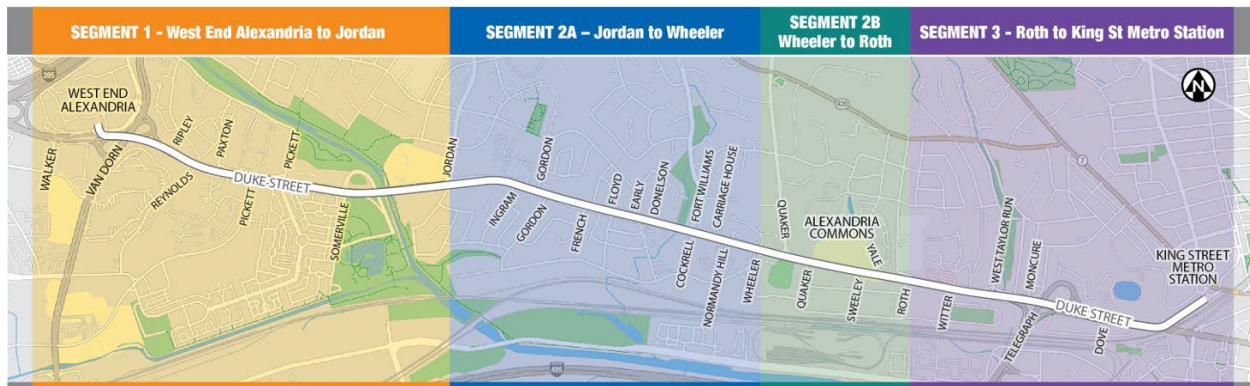 SEGMENT 1 - West End Alexandria to Jordan
SEGMENT 2A – Jordan to Wheeler
SEGMENT 2B
Wheeler to Roth
SEGMENT 3 - Roth to King St Metro Station
395
WEST END
ALEXANDRIA
WALKER
VAN DORN
RIPLEY
REYNOLDS
PAXTON
PICKETT
PICKETT
DUKE STREET
SOMERVILLE
JORDAN
INGRAM
GORDON
GORDON
FRENCH
FLOYD
EARLY
DONELSON
FORT WILLIAMS
CARRIAGE HOUSE
COCKRELL
NORMANDY HILL
WHEELER
495
420
QUAKER
QUAKER
ALEXANDRIA
COMMONS
YALE
SWEELEY
ROTH
WITTER
WEST TAYLOR RUN
MONCURE
TELEGRAPH
DUKE STREET
DOVE
KING STREET
METRO
STATION
7
N